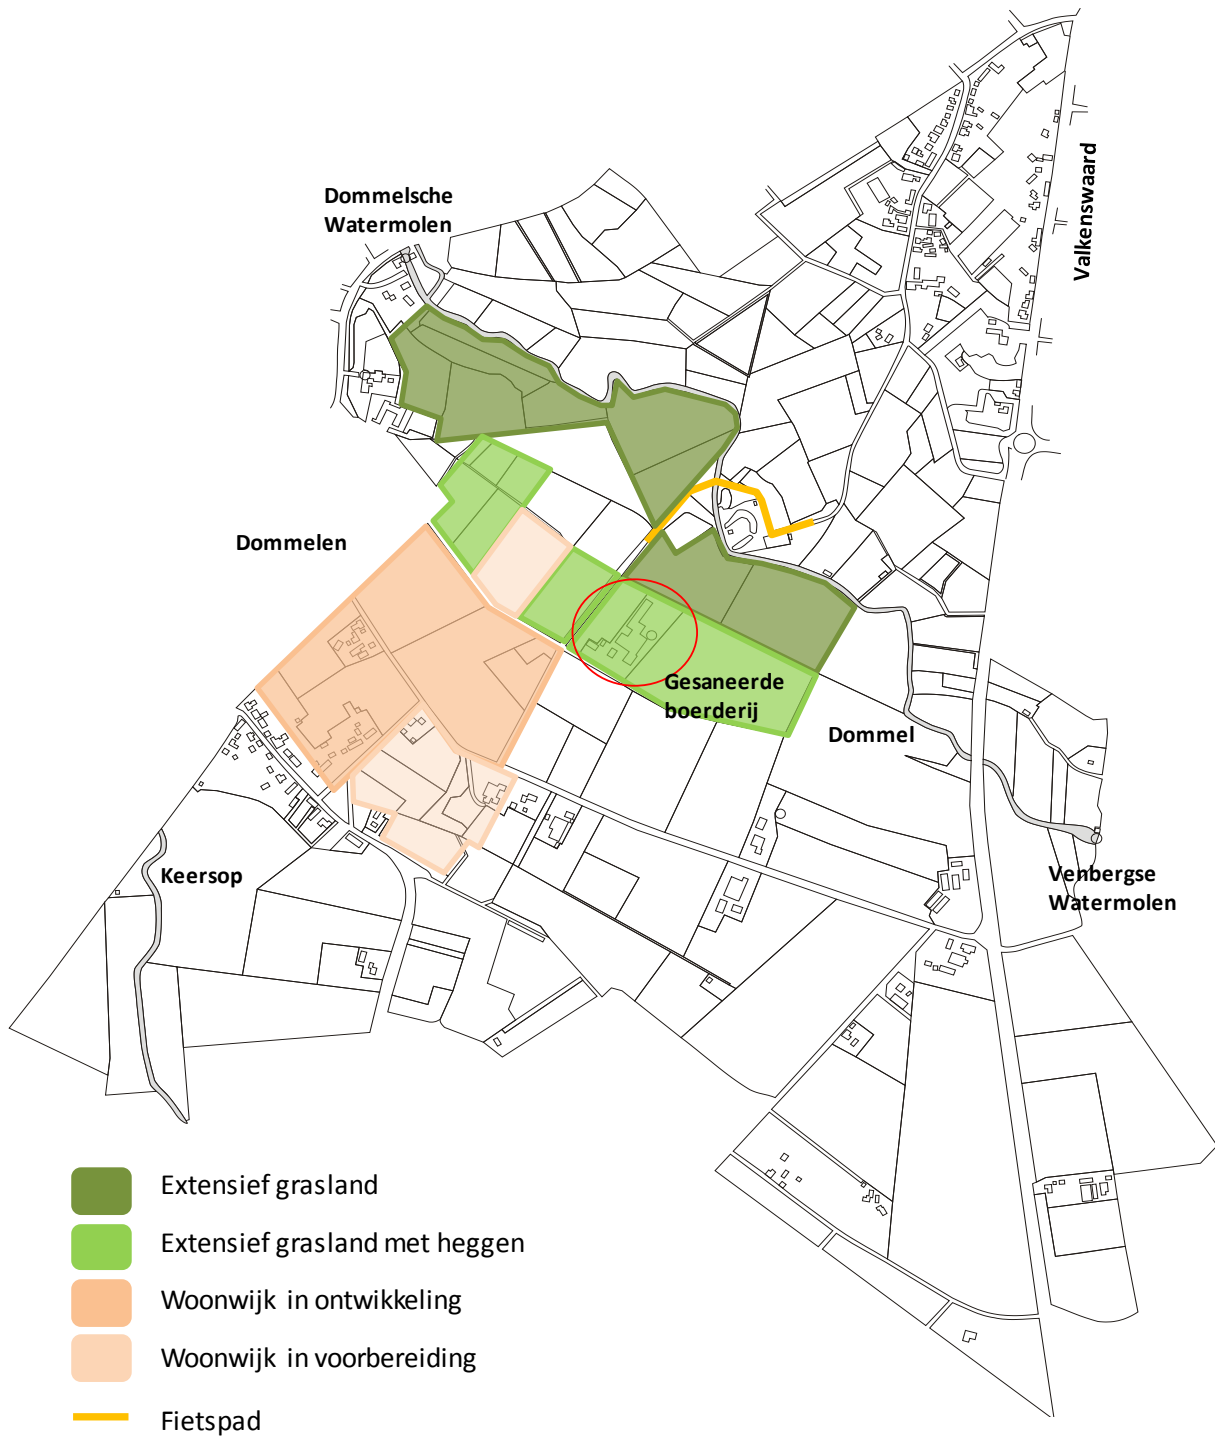 Dommelsche
Watermolen
Valkenswaard
Dommelen
Gesaneerde
boerderij
Dommel
Keersop
Venbergse
Watermolen
Extensief grasland
Extensief grasland met heggen
Woonwijk in ontwikkeling
Woonwijk in voorbereiding
Fietspad